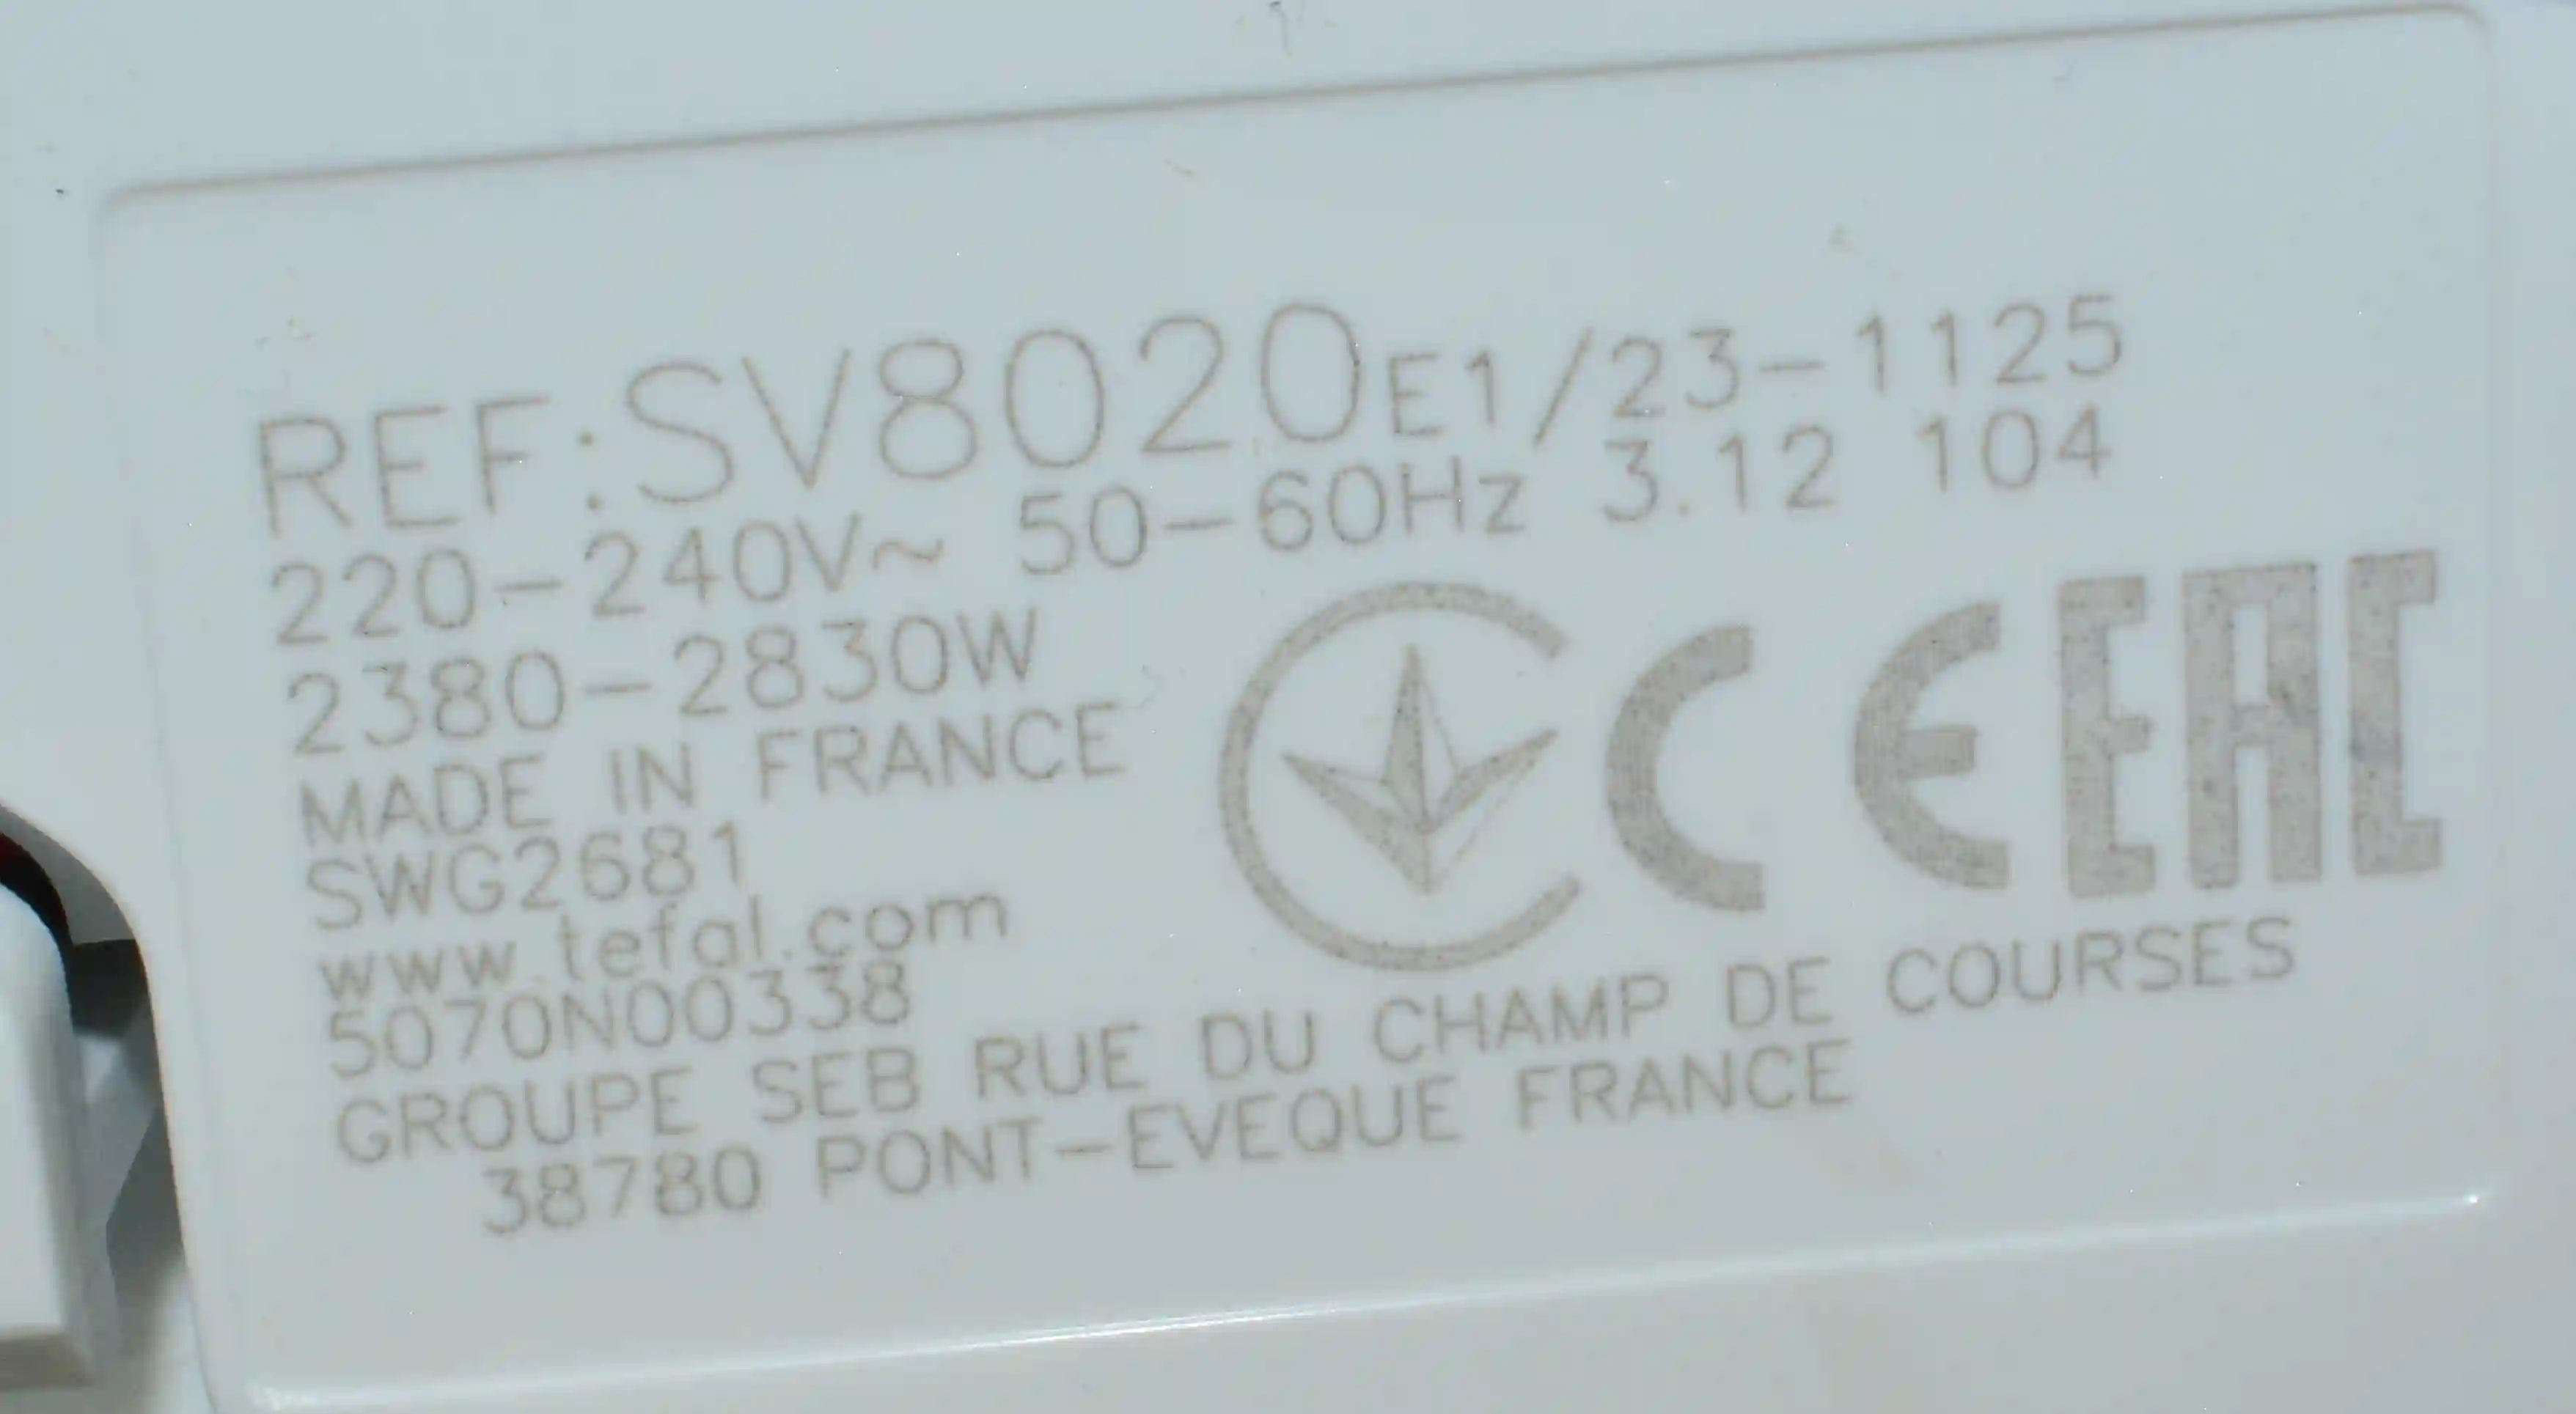 REF:SV8020E1/23-1125
220-240V~ 50-60Hz 3.12 104
2380-2830W
MADE IN FRANCE
SWG2681
www.tefal.com
5070N00338
CE EAC
GROUPE SEB RUE DU CHAMP DE COURSES
38780 PONT-EVEQUE FRANCE